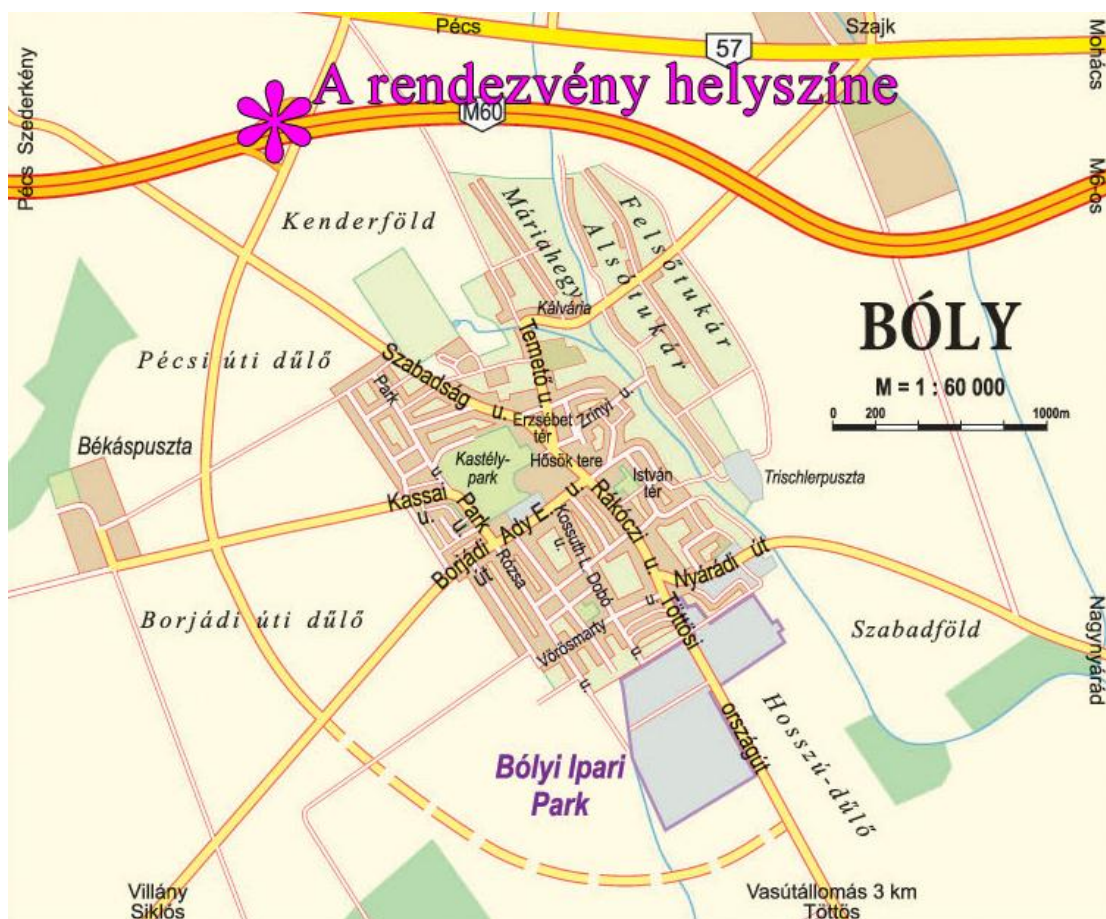 Pécs
Szajk
57
Mohács
A rendezvény helyszíne
M60
Pécs Szederkény
M6-os
Kenderföld
Máriahegy
Alsótukár
Felsőtukár
Kálvária
BÓLY
M = 1 : 60 000
0 200 1000m
Pécsi úti dűlő
Szabadság u.
Temető u.
Park u.
Erzsébet tér
Zrínyi u.
Békáspuszta
Kastély-
park
Hősök tere
István
tér
Trischlerpuszta
Kassai u.
Park u.
Ady E. u.
Rákóczi u.
Borjádi út
Rózsa u.
Kossuth L. u.
Dobó u.
Nyárádi út
Borjádi úti dűlő
Vörösmarty u.
Töttösi országút
Szabadföld
Nagynyárád
Hosszú-dűlő
Bólyi Ipari
Park
Villány
Siklós
Vasútállomás 3 km
Töttös